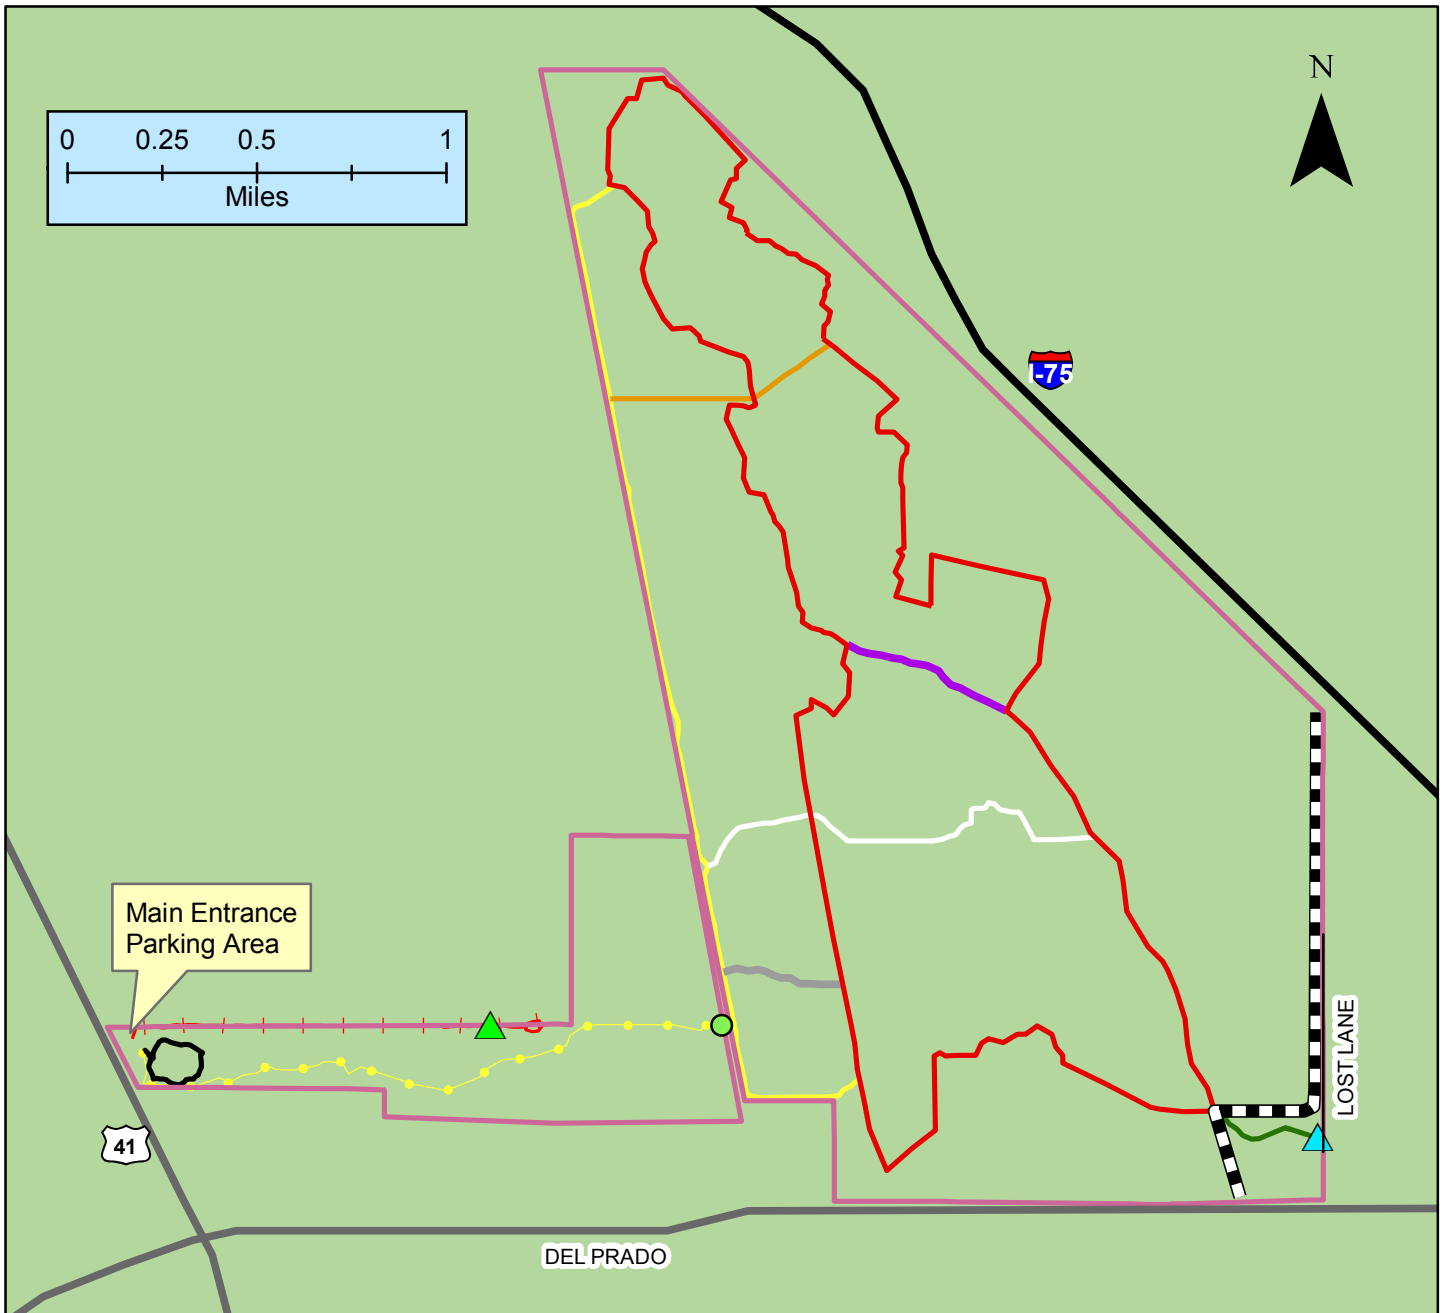 N
0 0.25 0.5 1
Miles
I-75
Main Entrance
Parking Area
LOST LANE
41
DEL PRADO